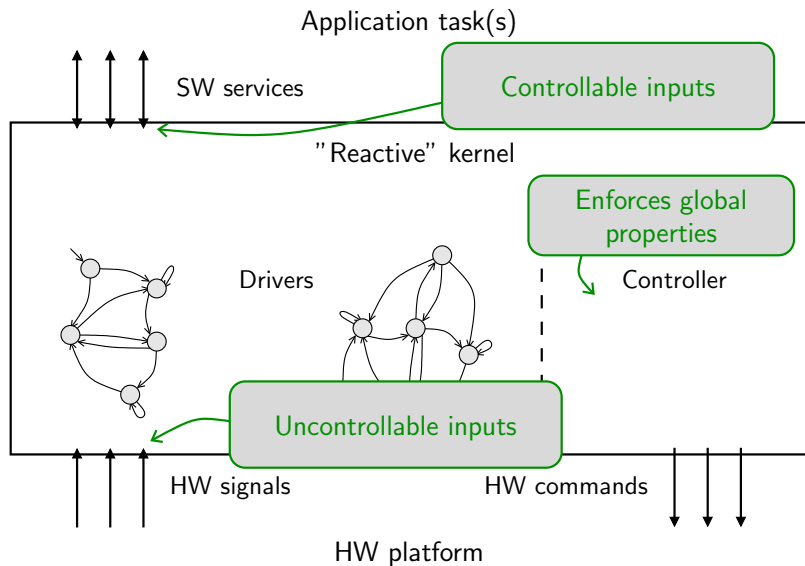 Application task(s)
SW services
Controllable inputs
"Reactive" kernel
Enforces global
properties
Drivers
Controller
Uncontrollable inputs
HW signals
HW commands
HW platform